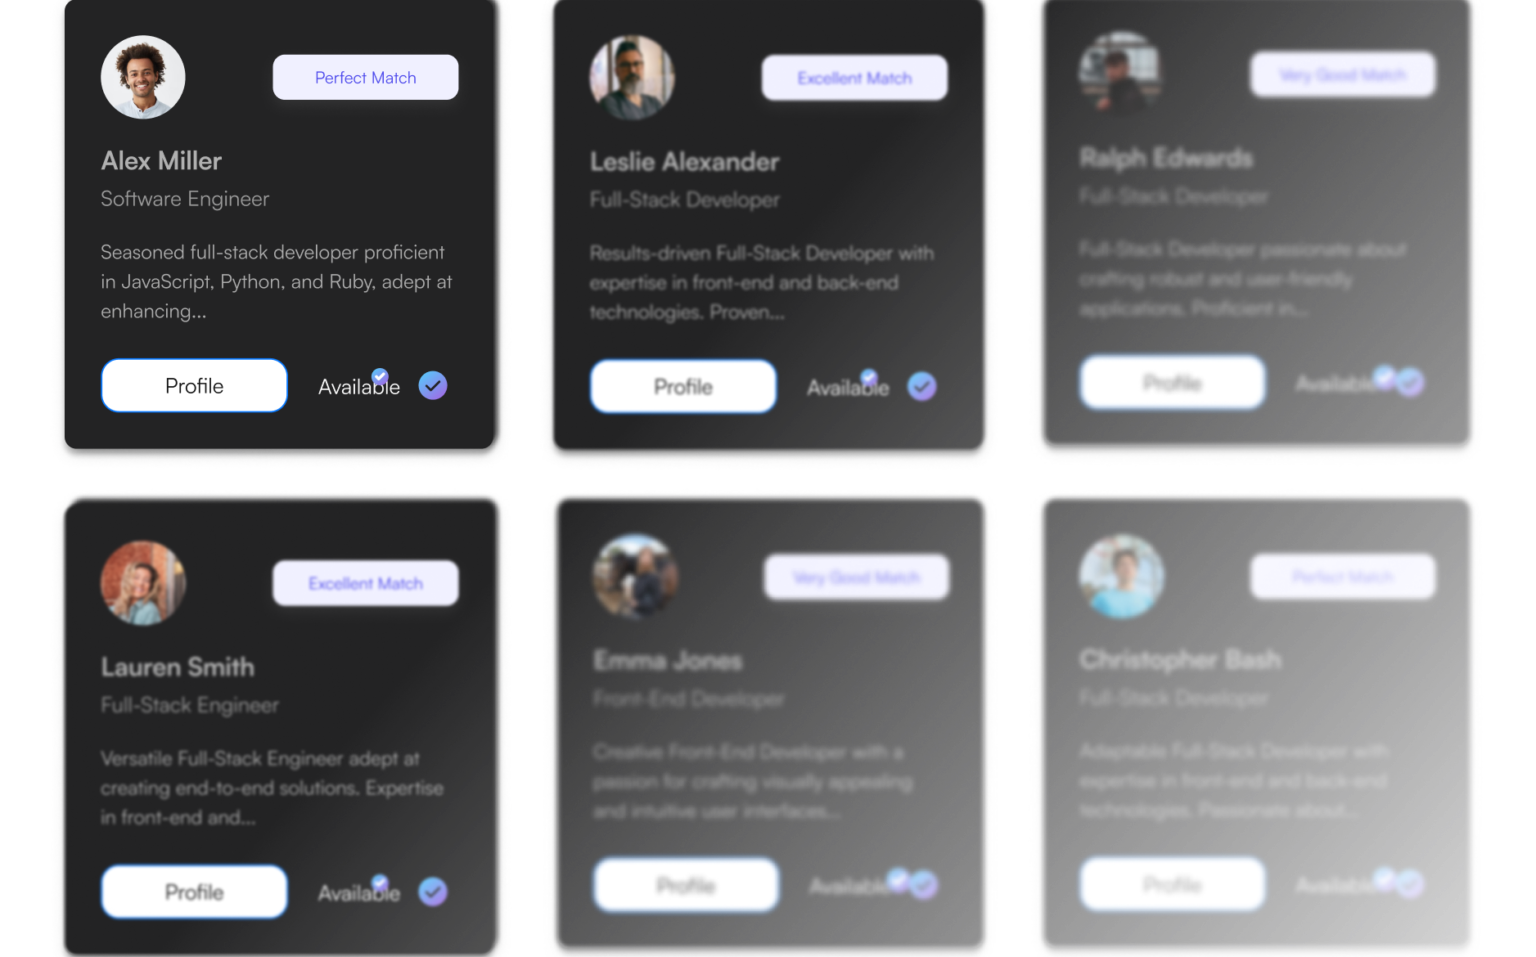 Perfect Match
Alex Miller
Software Engineer
Seasoned full-stack developer proficient
in JavaScript, Python, and Ruby, adept at
enhancing...
Profile
Available
Excellent Match
Leslie Alexander
Full-Stack Developer
Results-driven Full-Stack Developer with
expertise in front-end and back-end
technologies. Proven...
Profile
Available
Very Good Match
Ralph Edwards
Full-Stack Developer
Full-Stack Developer passionate about
crafting robust and user-friendly
applications. Proficient in...
Profile
Available
Excellent Match
Lauren Smith
Full-Stack Engineer
Versatile Full-Stack Engineer adept at
creating end-to-end solutions. Expertise
in front-end and...
Profile
Available
Very Good Match
Emma Jones
Front-End Developer
Creative Front-End Developer with a
passion for crafting visually appealing
and intuitive user interfaces...
Profile
Available
Perfect Match
Christopher Bash
Full-Stack Developer
Adaptable Full-Stack Developer with
expertise in front-end and back-end
technologies. Passionate about...
Profile
Available